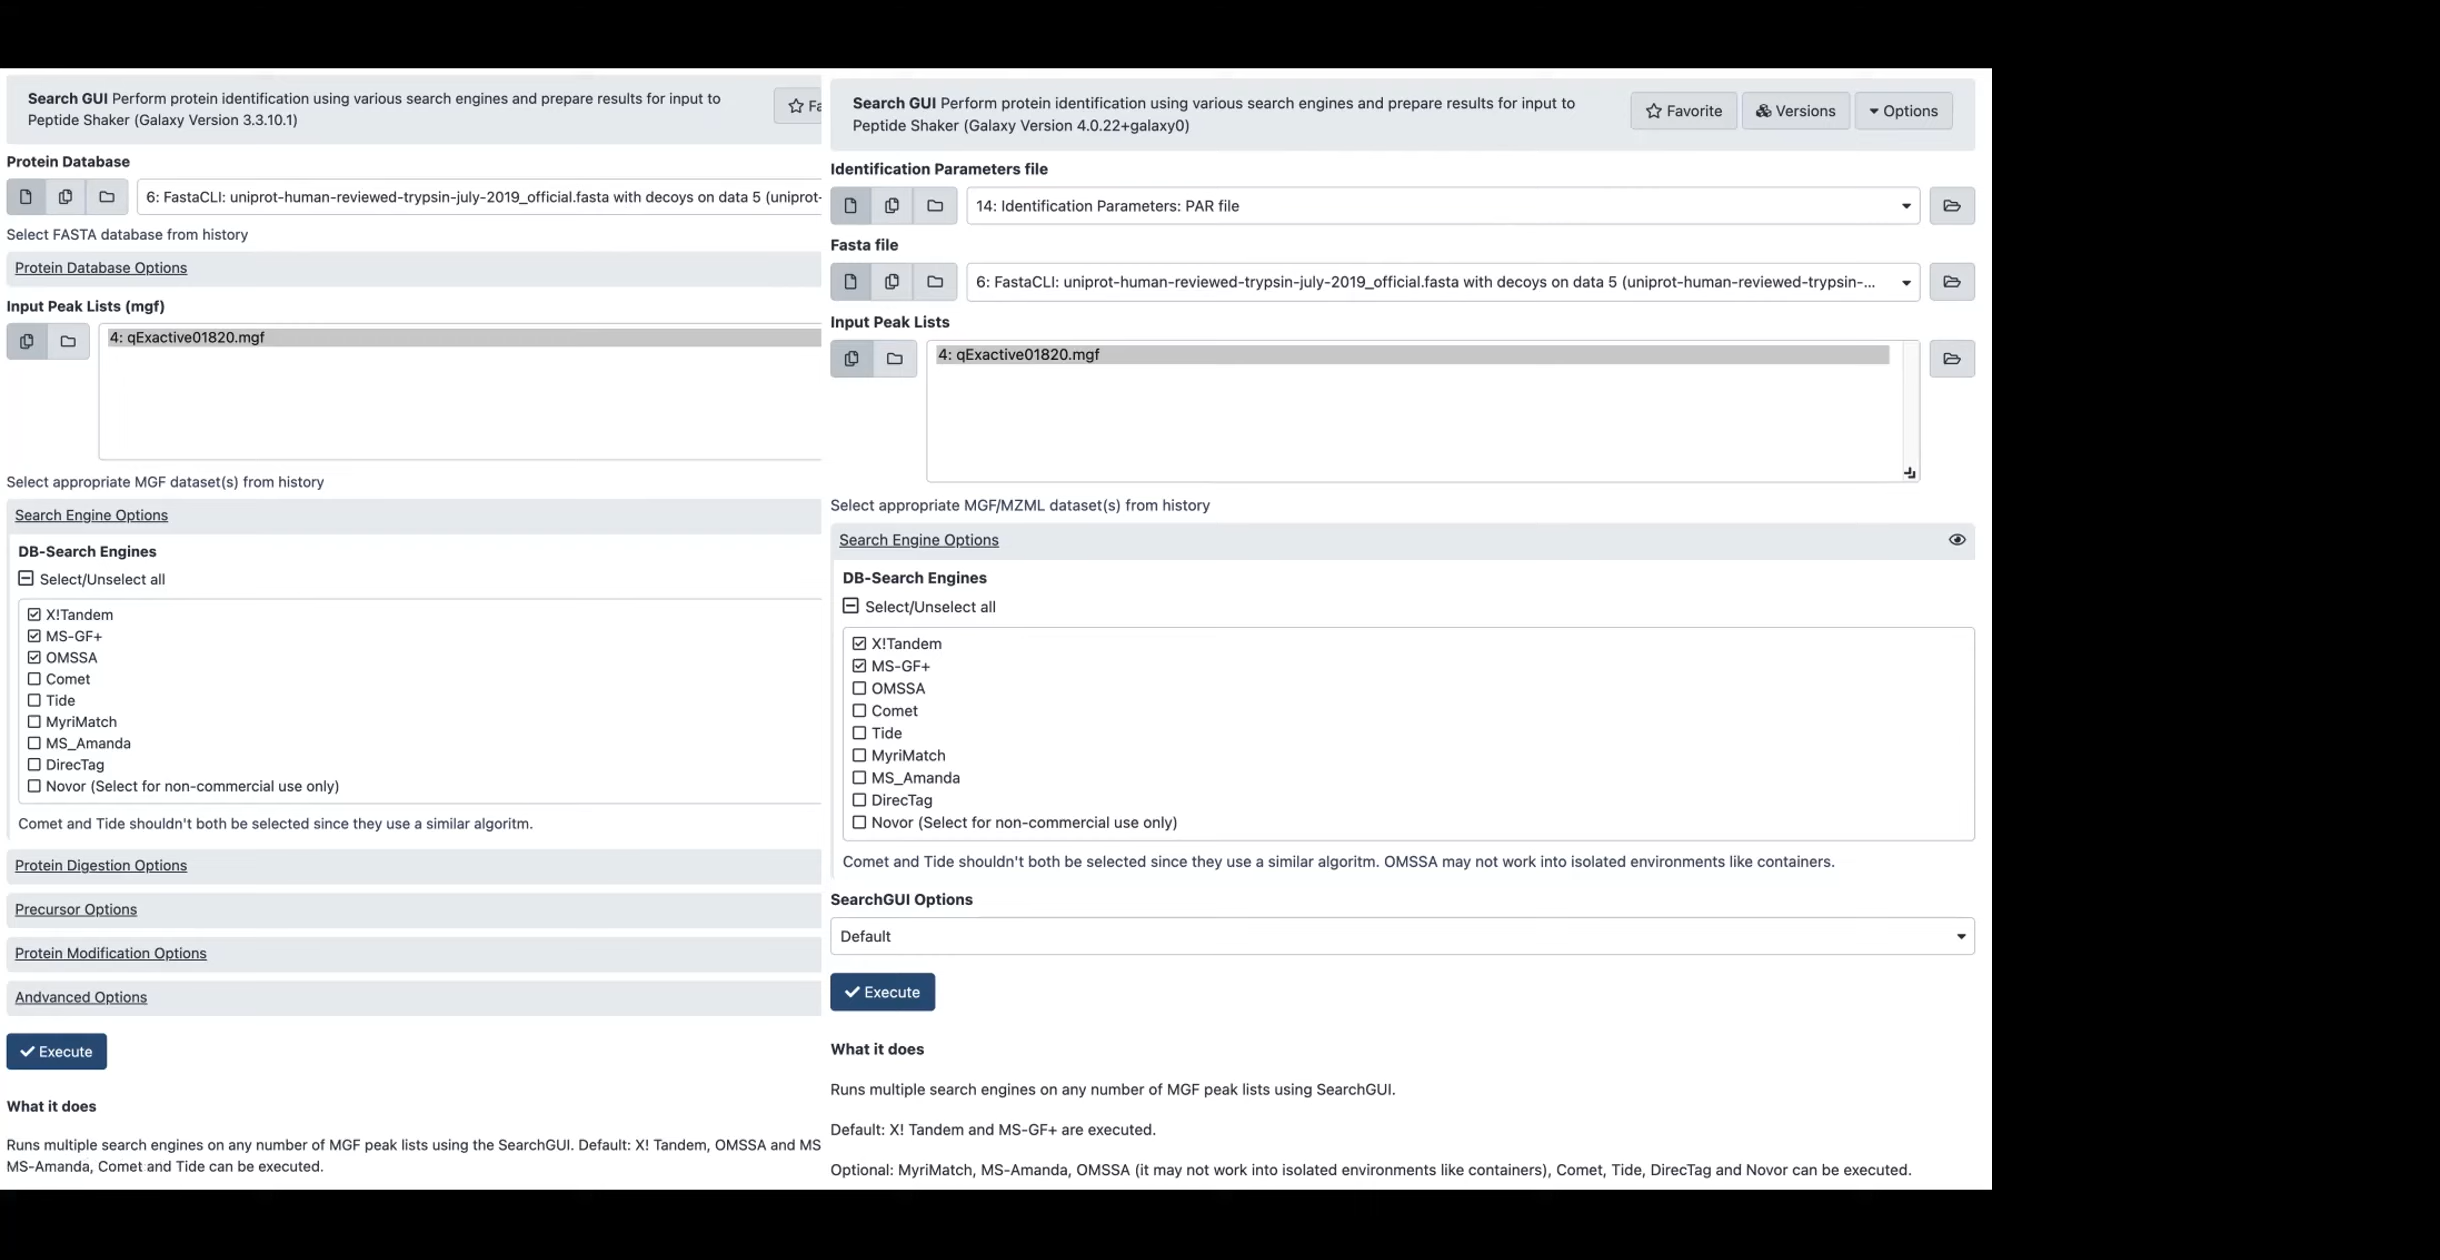 Search GUI Perform protein identification using various search engines and prepare results for input to
Peptide Shaker (Galaxy Version 3.3.10.1)
Protein Database
6: FastaCLI: uniprot-human-reviewed-trypsin-july-2019_official.fasta with decoys on data 5 (uniprot-
Select FASTA database from history
Protein Database Options
Input Peak Lists (mgf)
4: qExactive01820.mgf
Select appropriate MGF dataset(s) from history
Search Engine Options
DB-Search Engines
Select/Unselect all
X!Tandem
MS-GF+
OMSSA
Comet
Tide
MyriMatch
MS_Amanda
DirecTag
Novor (Select for non-commercial use only)
Comet and Tide shouldn't both be selected since they use a similar algoritm.
Protein Digestion Options
Precursor Options
Protein Modification Options
Andvanced Options
Execute
What it does
Runs multiple search engines on any number of MGF peak lists using the SearchGUI. Default: X! Tandem, OMSSA and MS
MS-Amanda, Comet and Tide can be executed.
Search GUI Perform protein identification using various search engines and prepare results for input to
Peptide Shaker (Galaxy Version 4.0.22+galaxy0)
Favorite
Versions
Options
Identification Parameters file
14: Identification Parameters: PAR file
Fasta file
6: FastaCLI: uniprot-human-reviewed-trypsin-july-2019_official.fasta with decoys on data 5 (uniprot-human-reviewed-trypsin-...
Input Peak Lists
4: qExactive01820.mgf
Select appropriate MGF/MZML dataset(s) from history
Search Engine Options
DB-Search Engines
Select/Unselect all
X!Tandem
MS-GF+
OMSSA
Comet
Tide
MyriMatch
MS_Amanda
DirecTag
Novor (Select for non-commercial use only)
Comet and Tide shouldn't both be selected since they use a similar algoritm. OMSSA may not work into isolated environments like containers.
SearchGUI Options
Default
Execute
What it does
Runs multiple search engines on any number of MGF peak lists using SearchGUI.
Default: X! Tandem and MS-GF+ are executed.
Optional: MyriMatch, MS-Amanda, OMSSA (it may not work into isolated environments like containers), Comet, Tide, DirecTag and Novor can be executed.